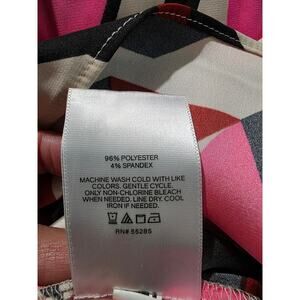 96% POLYESTER
4% SPANDEX
MACHINE WASH COLD WITH LIKE
COLORS. GENTLE CYCLE.
ONLY NON-CHLORINE BLEACH
WHEN NEEDED. LINE DRY. COOL
IRON IF NEEDED.
RN# 55285